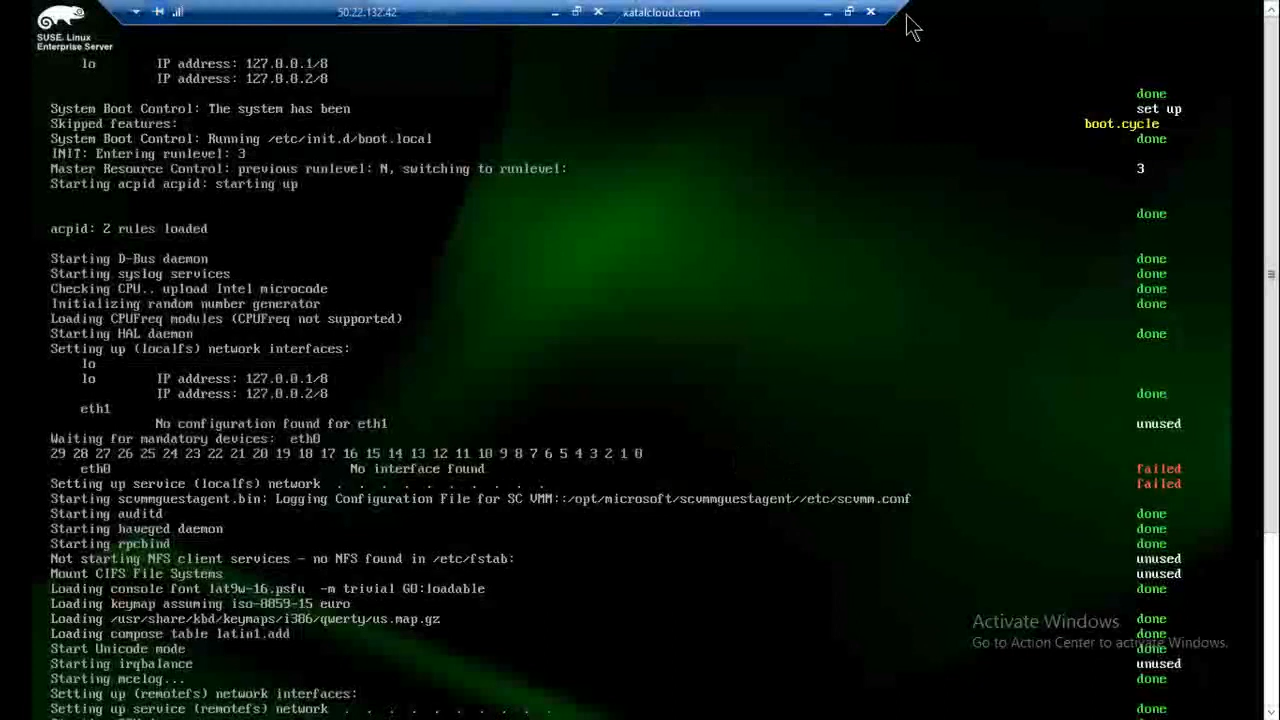 50.22.132.42
xatalcloud.com
SUSE. Linux
Enterprise Server
lo IP address: 127.0.0.1/8
IP address: 127.0.0.2/8
done
System Boot Control: The system has been set up
Skipped features: boot.cycle
System Boot Control: Running /etc/init.d/boot.local done
INIT: Entering runlevel: 3
Master Resource Control: previous runlevel: N, switching to runlevel: 3
Starting acpid acpid: starting up
done
acpid: 2 rules loaded
Starting D-Bus daemon done
Starting syslog services done
Checking CPU.. upload Intel microcode done
Initializing random number generator done
Loading CPUFreq modules (CPUFreq not supported)
Starting HAL daemon done
Setting up (localfs) network interfaces:
lo
lo IP address: 127.0.0.1/8
IP address: 127.0.0.2/8 done
eth1
No configuration found for eth1 unused
Waiting for mandatory devices: eth0
29 28 27 26 25 24 23 22 21 20 19 18 17 16 15 14 13 12 11 10 9 8 7 6 5 4 3 2 1 0
eth0 No interface found failed
Setting up service (localfs) network . . . . . . . . . . failed
Starting scvmmguestagent.bin: Logging Configuration File for SC VMM::/opt/microsoft/scvmmguestagent//etc/scvmm.conf
Starting auditd done
Starting haveged daemon done
Starting rpcbind done
Not starting NFS client services - no NFS found in /etc/fstab: unused
Mount CIFS File Systems unused
Loading console font lat9w-16.psfu -m trivial G0:loadable done
Loading keymap assuming iso-8859-15 euro
Loading /usr/share/kbd/keymaps/i386/qwerty/us.map.gz done
Loading compose table latin1.add done
Start Unicode mode done
Starting irqbalance unused
Starting mcelog... done
Setting up (remotefs) network interfaces:
Setting up service (remotefs) network . . . . . . . . . . done
Activate Windows
Go to Action Center to activate Windows.